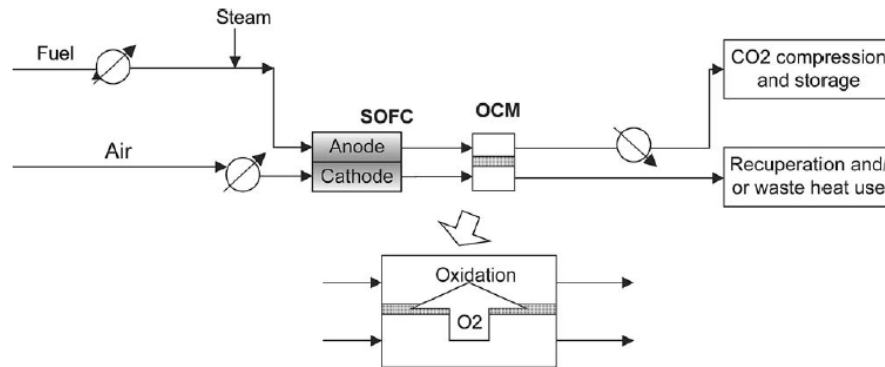 Steam
Fuel
CO2 compression
and storage
SOFC
OCM
Anode
Air
Cathode
Recuperation and/
or waste heat use
Oxidation
O2